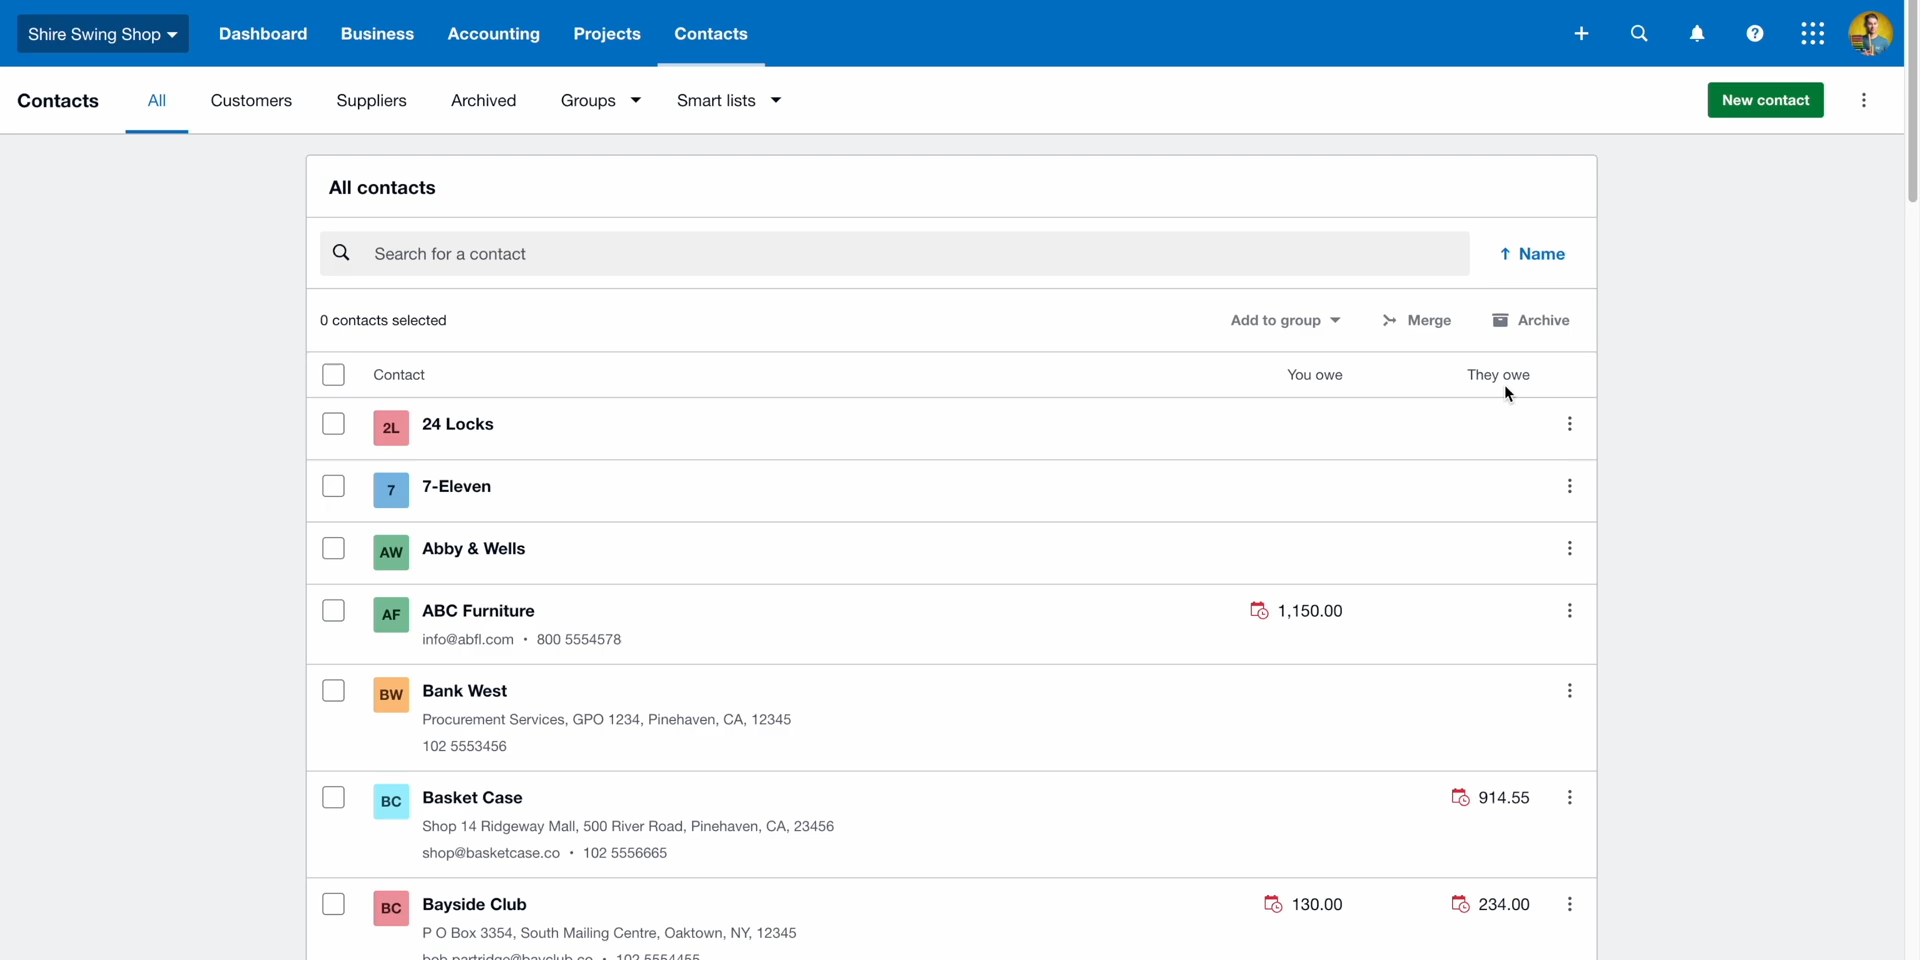 Shire Swing Shop Dashboard Business Accounting Projects Contacts
Contacts All Customers Suppliers Archived Groups Smart lists New contact
All contacts
Search for a contact Name
0 contacts selected Add to group Merge Archive
Contact You owe They owe
2L 24 Locks
7 7-Eleven
AW Abby & Wells
AF ABC Furniture 1,150.00
info@abfl.com • 800 5554578
BW Bank West
Procurement Services, GPO 1234, Pinehaven, CA, 12345
102 5553456
BC Basket Case 914.55
Shop 14 Ridgeway Mall, 500 River Road, Pinehaven, CA, 23456
shop@basketcase.co • 102 5556665
BC Bayside Club 130.00 234.00
P O Box 3354, South Mailing Centre, Oaktown, NY, 12345
bob.partridge@bayclub.co • 102 5554455